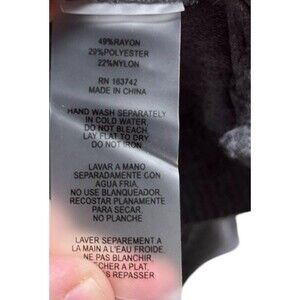 49%RAYON
29%POLYESTER
22%NYLON
RN 163742
MADE IN CHINA
HAND WASH SEPARATELY
IN COLD WATER,
DO NOT BLEACH,
LAY FLAT TO DRY
DO NOT IRON
LAVAR A MANO
SEPARADAMENTE CON
AGUA FRIA,
NO USE BLANQUEADOR,
RECOSTAR PLANAMENTE
PARA SECAR.
NO PLANCHE
LAVER SEPAREMENT A
LA MAIN A L'EAU FROIDE,
NE PAS BLANCHIR,
A PLAT,
REPASSER